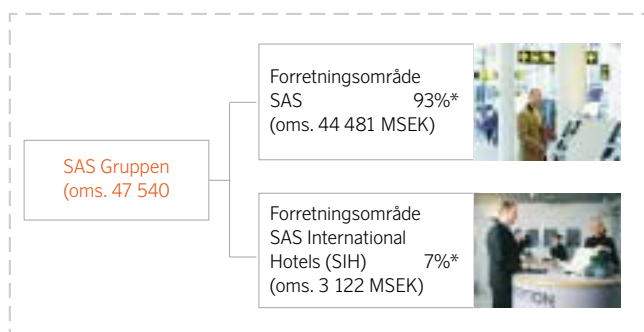 SAS Gruppen
(oms. 47 540
Forretningsområde
SAS 93%*
(oms. 44 481 MSEK)
Forretningsområde
SAS International
Hotels (SIH) 7%*
(oms. 3 122 MSEK)